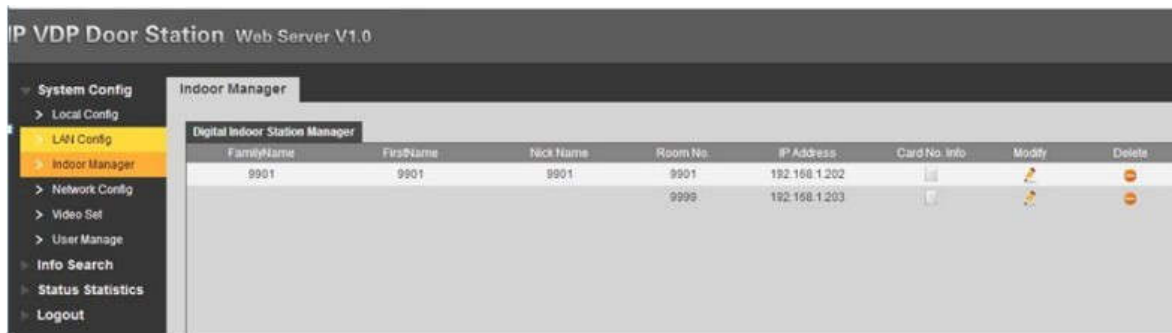 IP VDP Door Station Web Server V1.0
System Config
> Local Config
> LAN Config
> Indoor Manager
> Network Config
> Video Set
> User Manage
Info Search
Status Statistics
Logout
Indoor Manager
Digital Indoor Station Manager
FamilyName FirstName Nick Name Room No. IP Address Card No. Info Modify Delete
9901 9901 9901 9901 192.168.1.202
9999 192.168.1.203